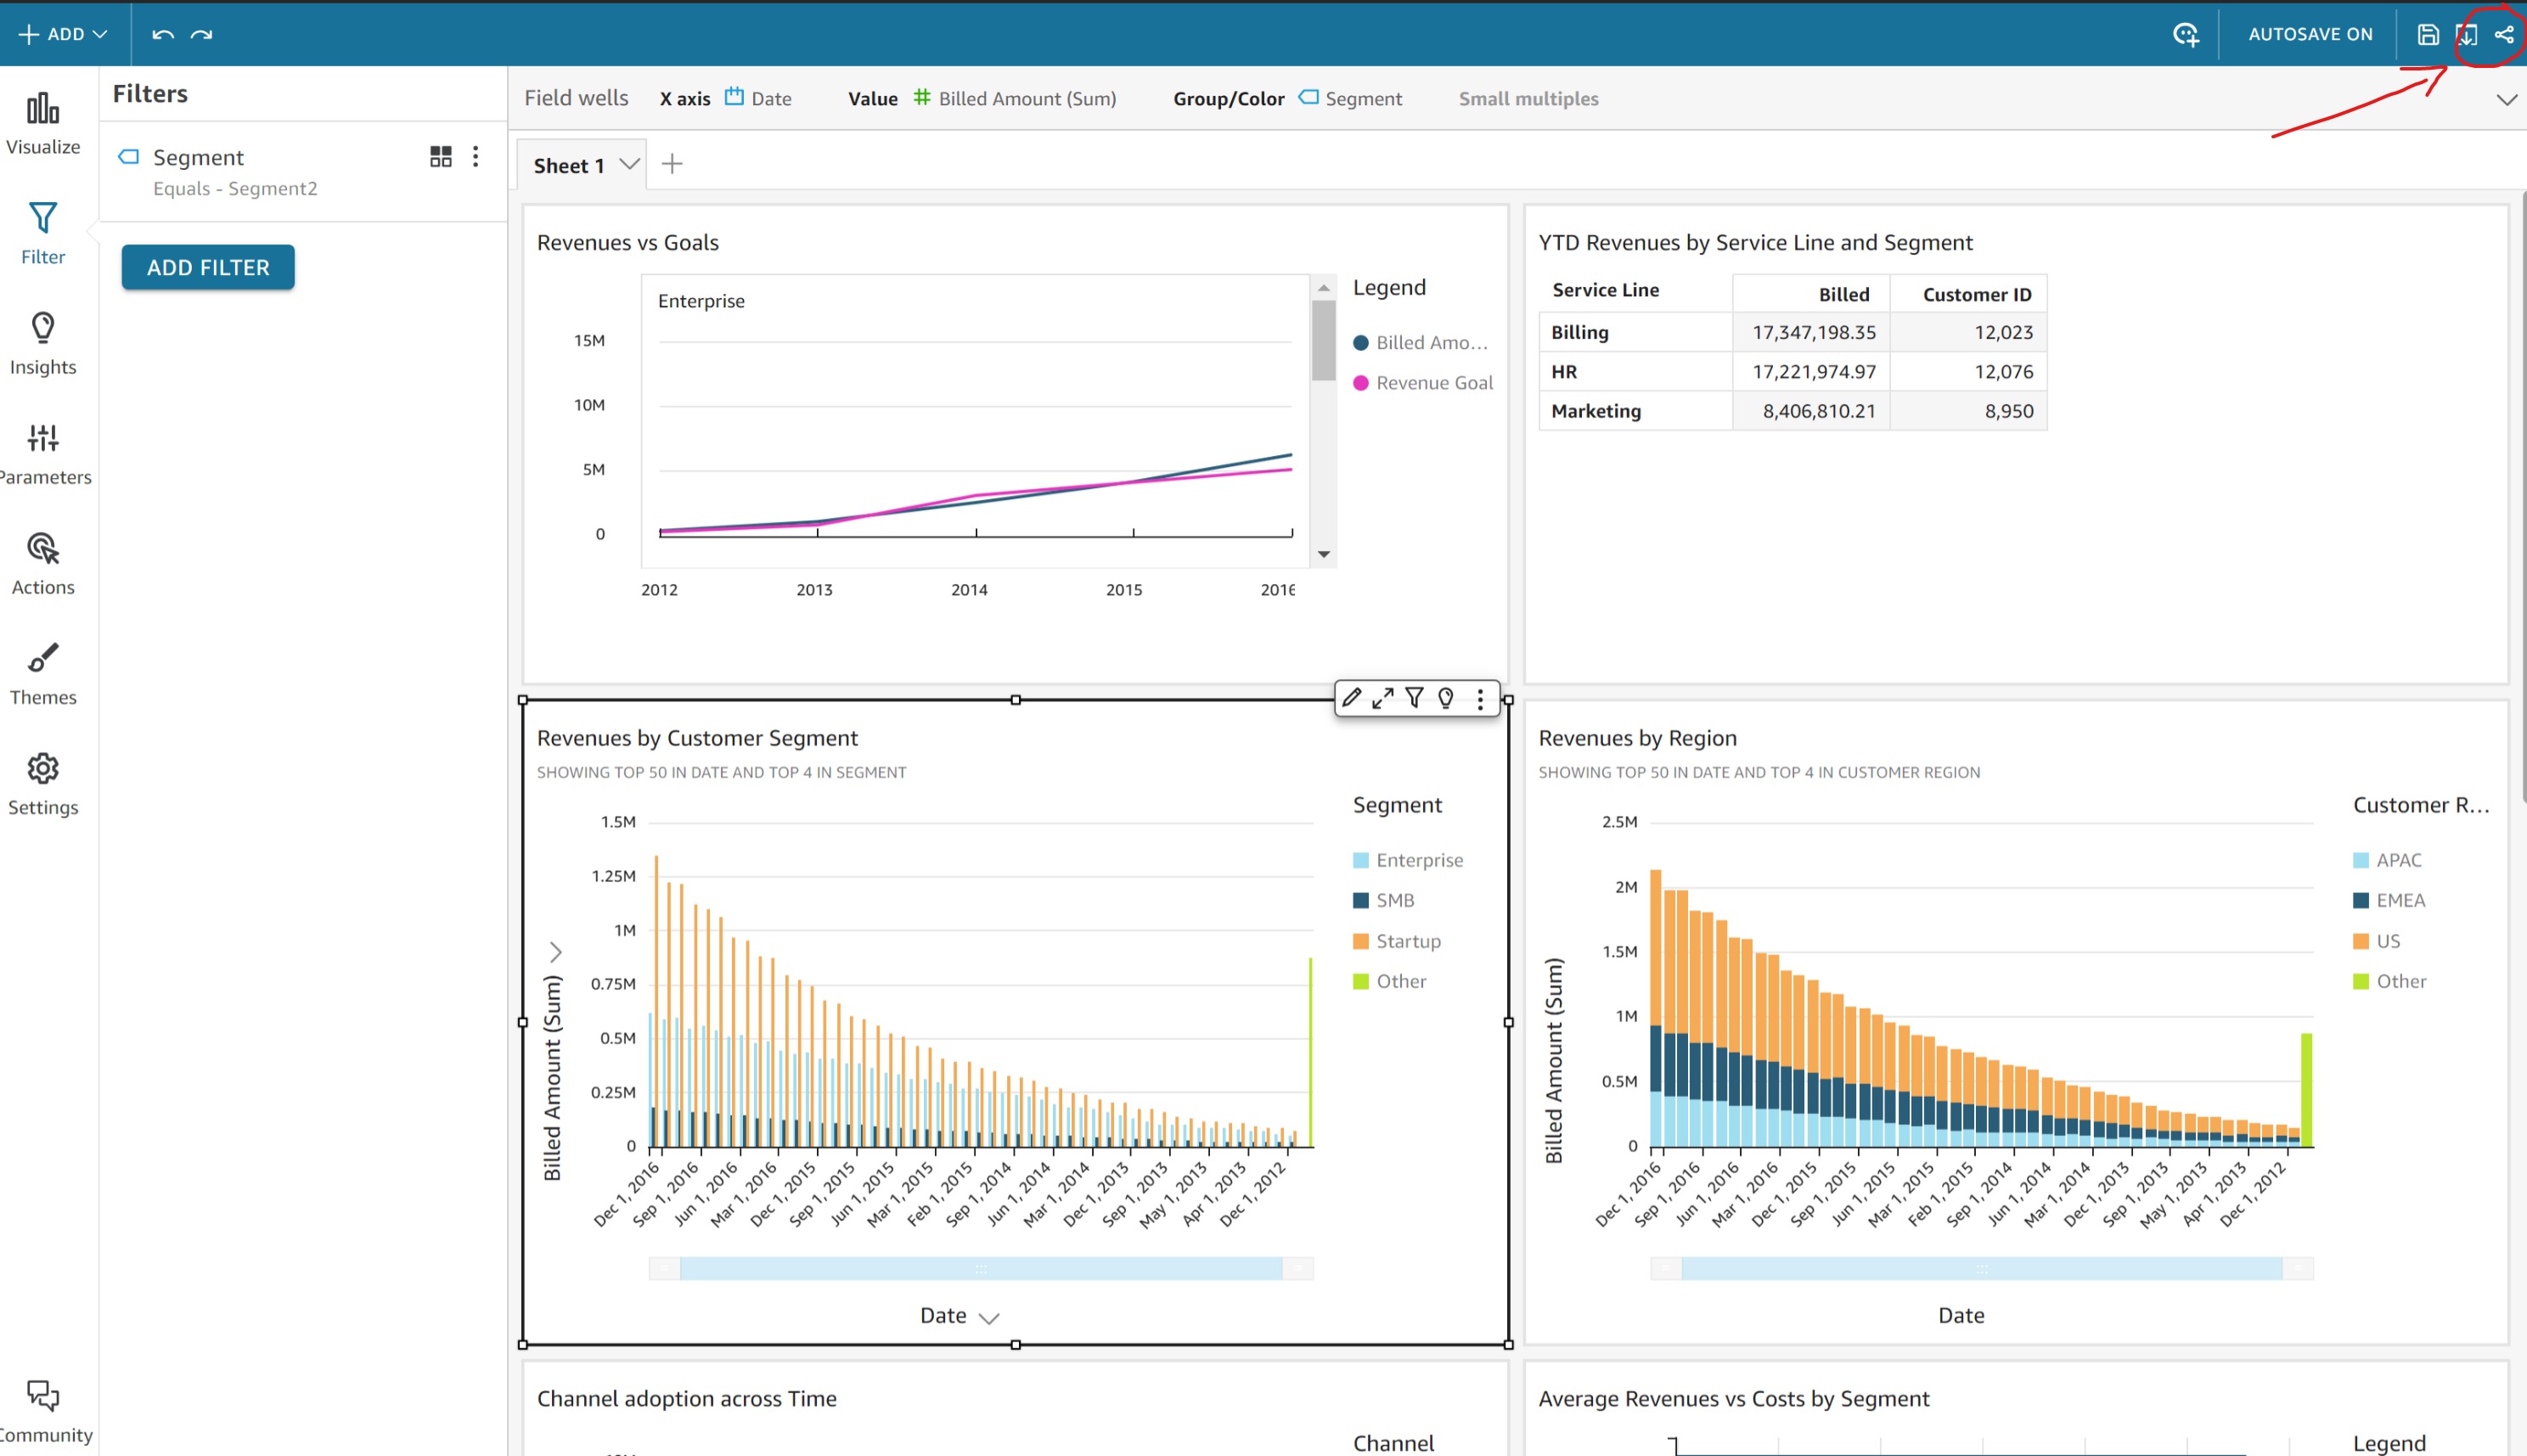 ADD
AUTOSAVE ON
Visualize
Filter
Insights
Parameters
Actions
Themes
Settings
Community
Filters
Segment
Equals - Segment2
ADD FILTER
Field wells X axis Date Value Billed Amount (Sum) Group/Color Segment Small multiples
Sheet 1
Revenues vs Goals
Enterprise
15M
10M
5M
0
2012 2013 2014 2015 2016
Legend
Billed Amo...
Revenue Goal
YTD Revenues by Service Line and Segment
Service Line Billed Customer ID
Billing 17,347,198.35 12,023
HR 17,221,974.97 12,076
Marketing 8,406,810.21 8,950
Revenues by Customer Segment
SHOWING TOP 50 IN DATE AND TOP 4 IN SEGMENT
Billed Amount (Sum)
1.5M
1.25M
1M
0.75M
0.5M
0.25M
0
Dec 1, 2016 Sep 1, 2016 Jun 1, 2016 Mar 1, 2016 Dec 1, 2015 Sep 1, 2015 Jun 1, 2015 Mar 1, 2015 Feb 1, 2015 Sep 1, 2014 Jun 1, 2014 Mar 1, 2014 Dec 1, 2013 Sep 1, 2013 May 1, 2013 Apr 1, 2013 Dec 1, 2012
Date
Segment
Enterprise
SMB
Startup
Other
Revenues by Region
SHOWING TOP 50 IN DATE AND TOP 4 IN CUSTOMER REGION
Billed Amount (Sum)
2.5M
2M
1.5M
1M
0.5M
0
Dec 1, 2016 Sep 1, 2016 Jun 1, 2016 Mar 1, 2016 Dec 1, 2015 Sep 1, 2015 Jun 1, 2015 Mar 1, 2015 Feb 1, 2015 Sep 1, 2014 Jun 1, 2014 Mar 1, 2014 Dec 1, 2013 Sep 1, 2013 May 1, 2013 Apr 1, 2013 Dec 1, 2012
Date
Customer R...
APAC
EMEA
US
Other
Channel adoption across Time
Channel
Average Revenues vs Costs by Segment
Legend